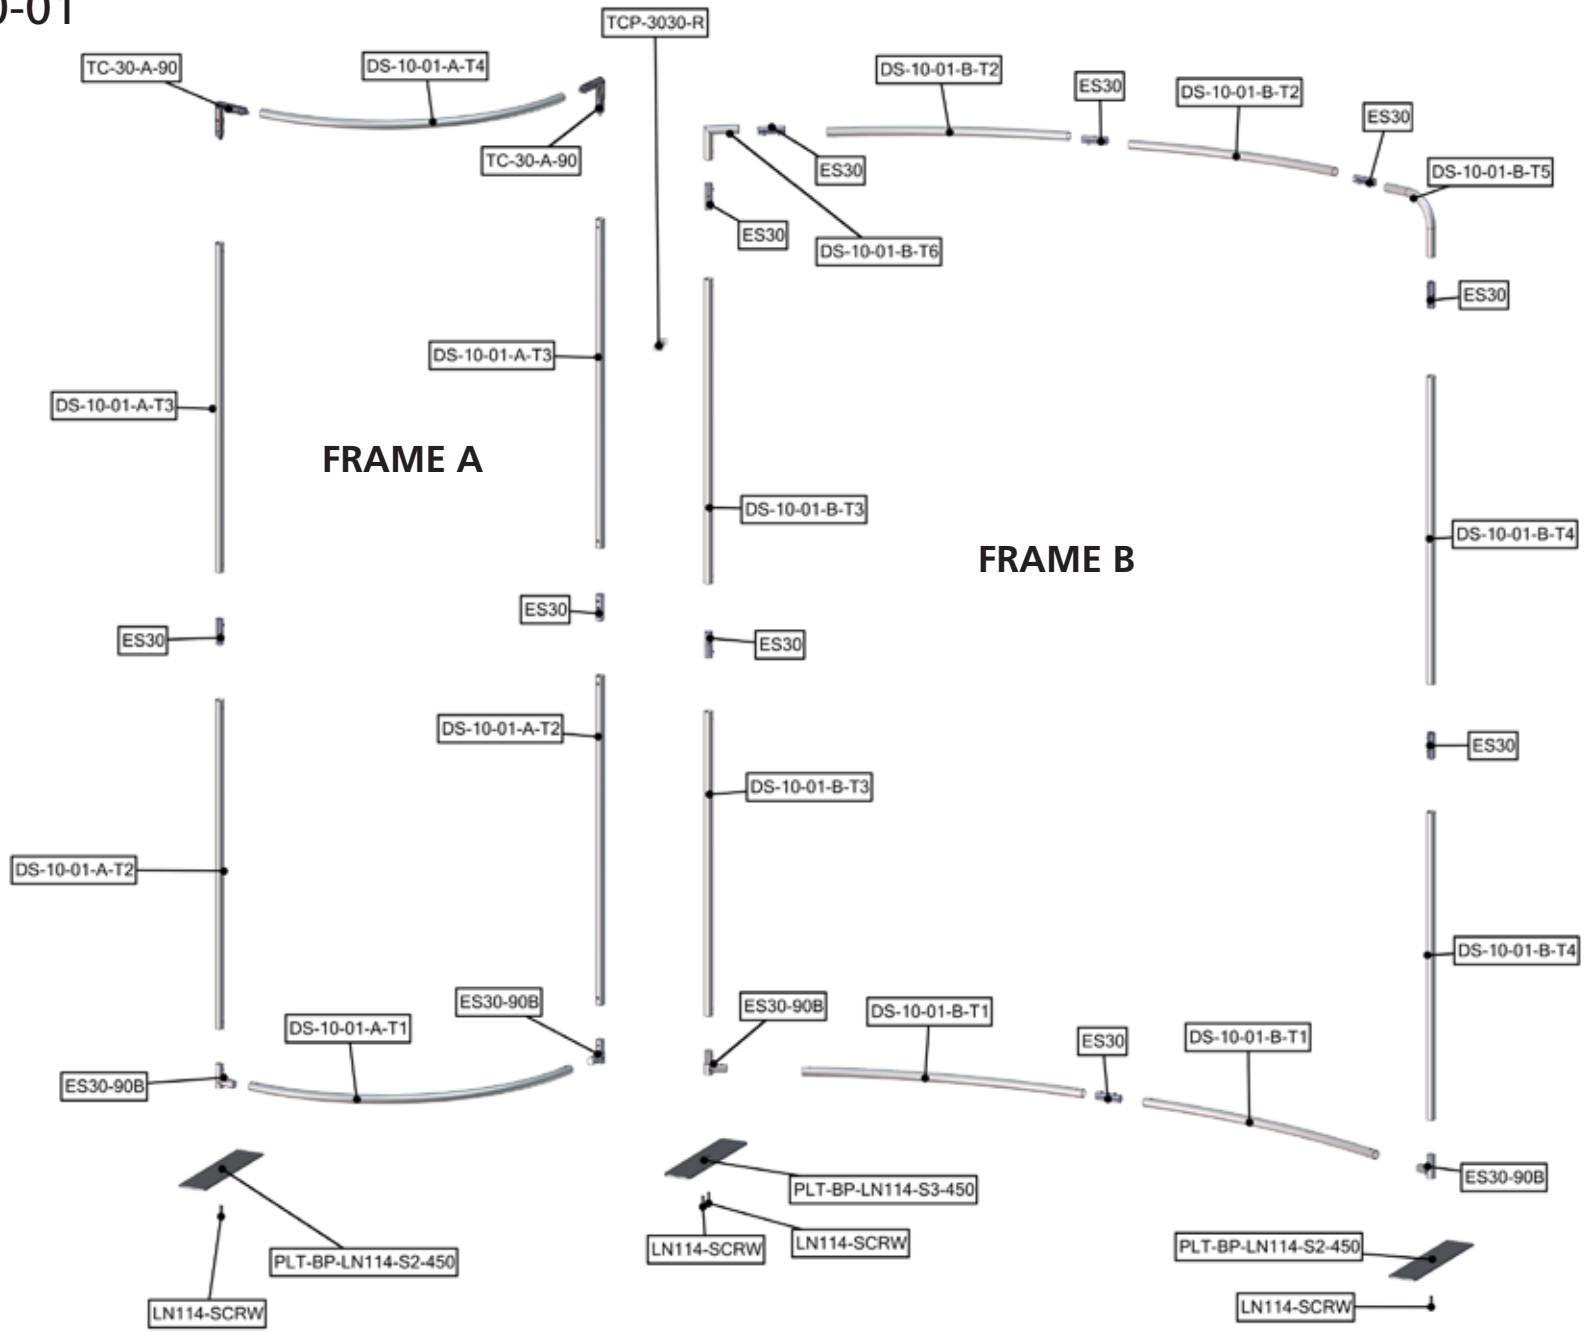 TCP-3030-R
TC-30-A-90
DS-10-01-A-T4
TC-30-A-90
DS-10-01-B-T2
ES30
DS-10-01-B-T2
ES30
ES30
DS-10-01-B-T5
ES30
DS-10-01-B-T6
ES30
DS-10-01-A-T3
DS-10-01-A-T3
FRAME A
DS-10-01-B-T3
FRAME B
DS-10-01-B-T4
ES30
ES30
ES30
ES30
DS-10-01-A-T2
DS-10-01-B-T3
DS-10-01-A-T2
DS-10-01-B-T4
ES30-90B
ES30-90B
DS-10-01-A-T1
DS-10-01-B-T1
ES30
DS-10-01-B-T1
ES30-90B
ES30-90B
PLT-BP-LN114-S3-450
LN114-SCRW
LN114-SCRW
PLT-BP-LN114-S2-450
PLT-BP-LN114-S2-450
LN114-SCRW
LN114-SCRW